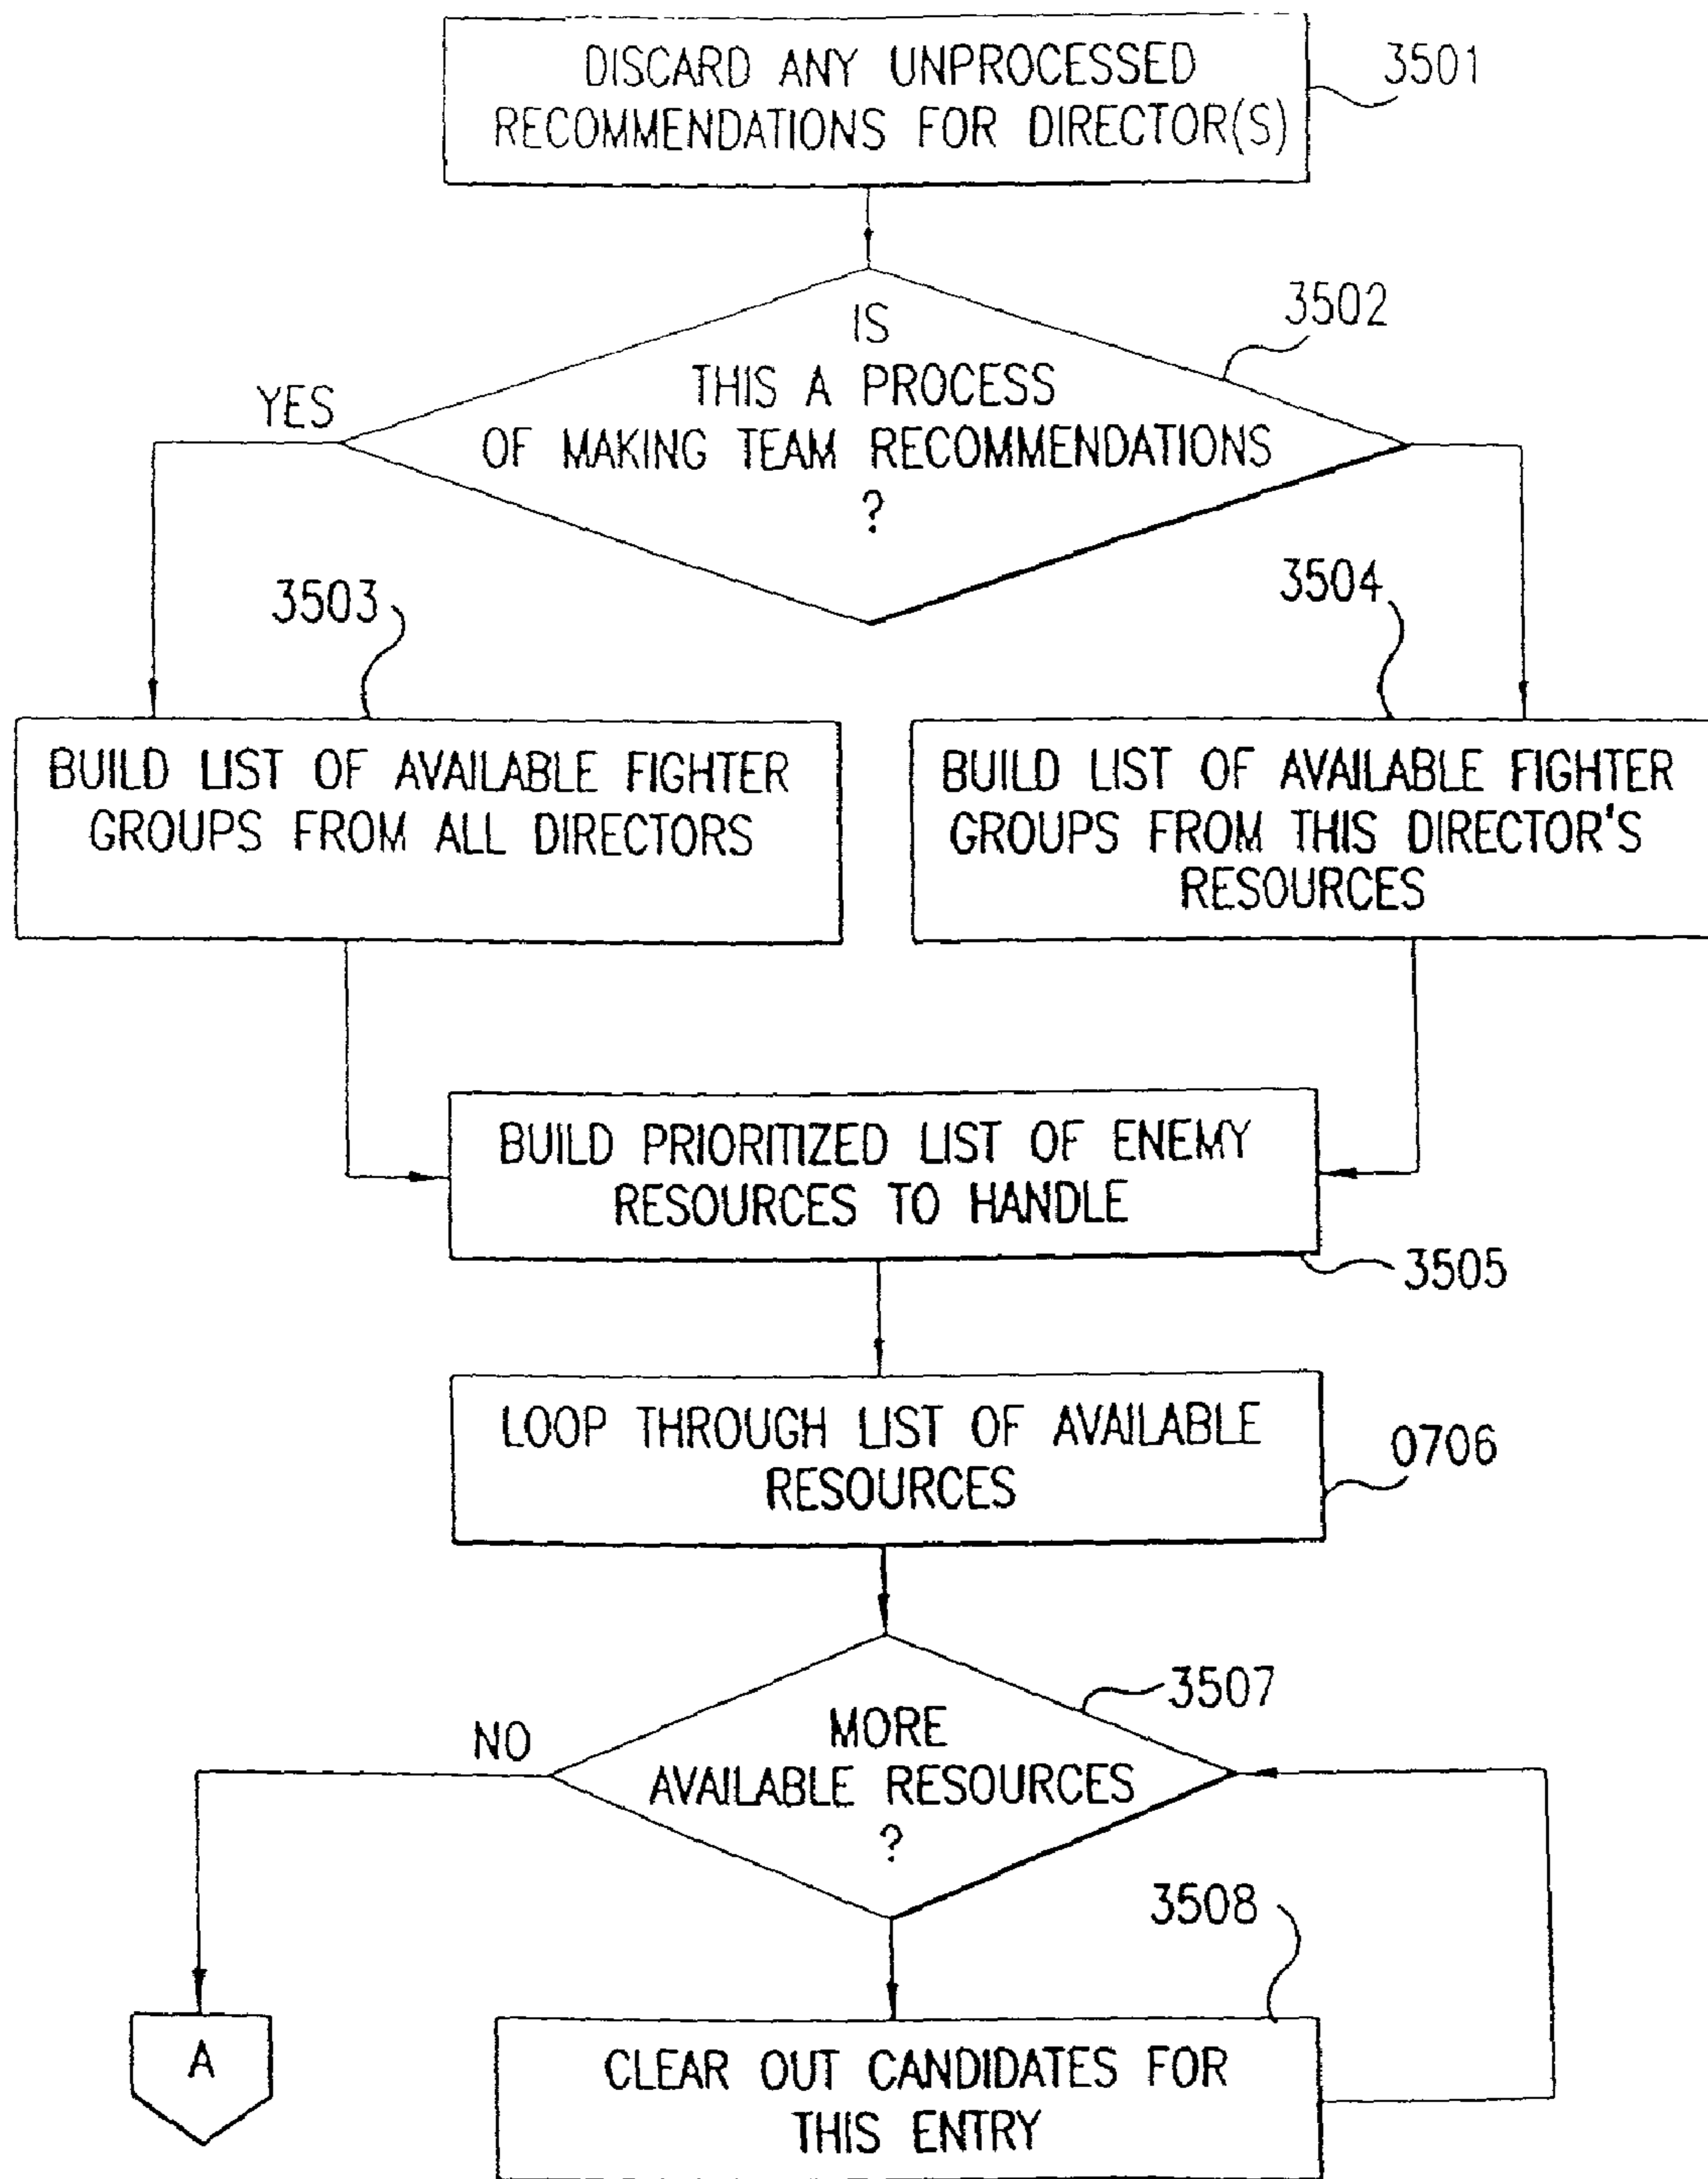 DISCARD ANY UNPROCESSED
RECOMMENDATIONS FOR DIRECTOR(S)
3501
IS
THIS A PROCESS
OF MAKING TEAM RECOMMENDATIONS
?
3502
YES
3503
3504
BUILD LIST OF AVAILABLE FIGHTER
GROUPS FROM ALL DIRECTORS
BUILD LIST OF AVAILABLE FIGHTER
GROUPS FROM THIS DIRECTOR'S
RESOURCES
BUILD PRIORITIZED LIST OF ENEMY
RESOURCES TO HANDLE
3505
LOOP THROUGH LIST OF AVAILABLE
RESOURCES
0706
3507
NO
MORE
AVAILABLE RESOURCES
?
3508
A
CLEAR OUT CANDIDATES FOR
THIS ENTRY